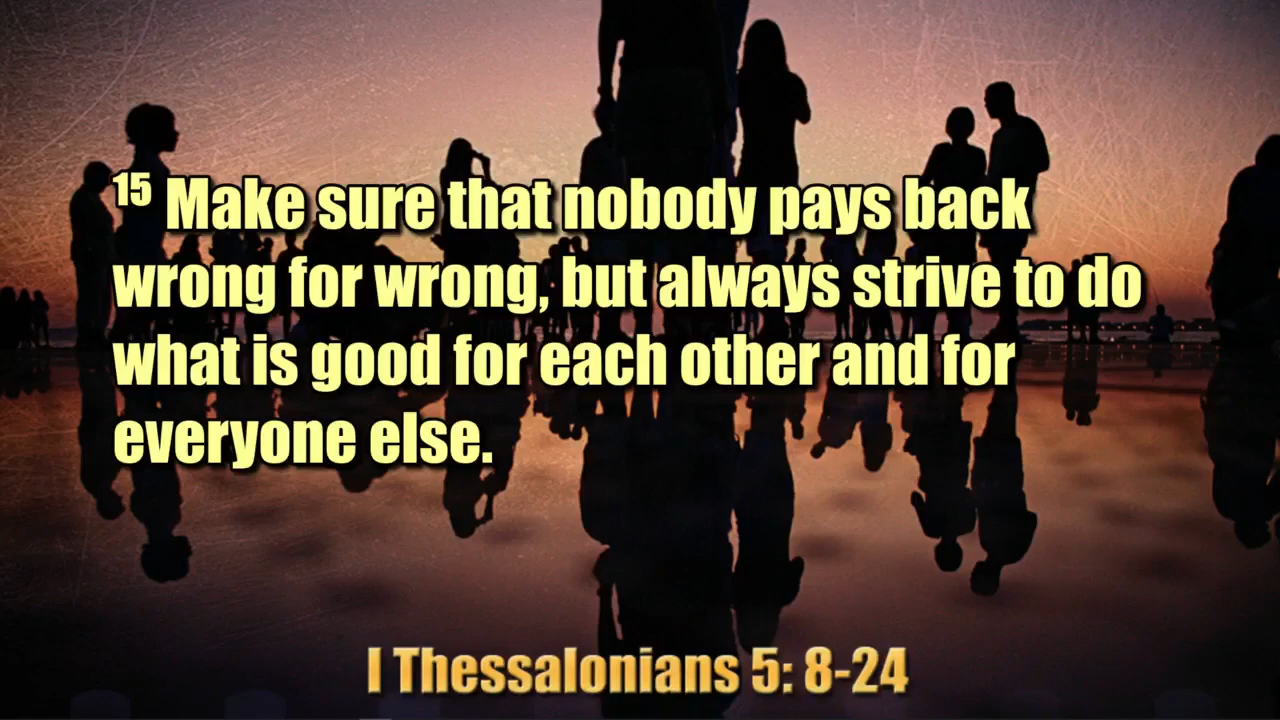 15 Make sure that nobody pays back
wrong for wrong, but always strive to do
what is good for each other and for
everyone else.
I Thessalonians 5: 8-24